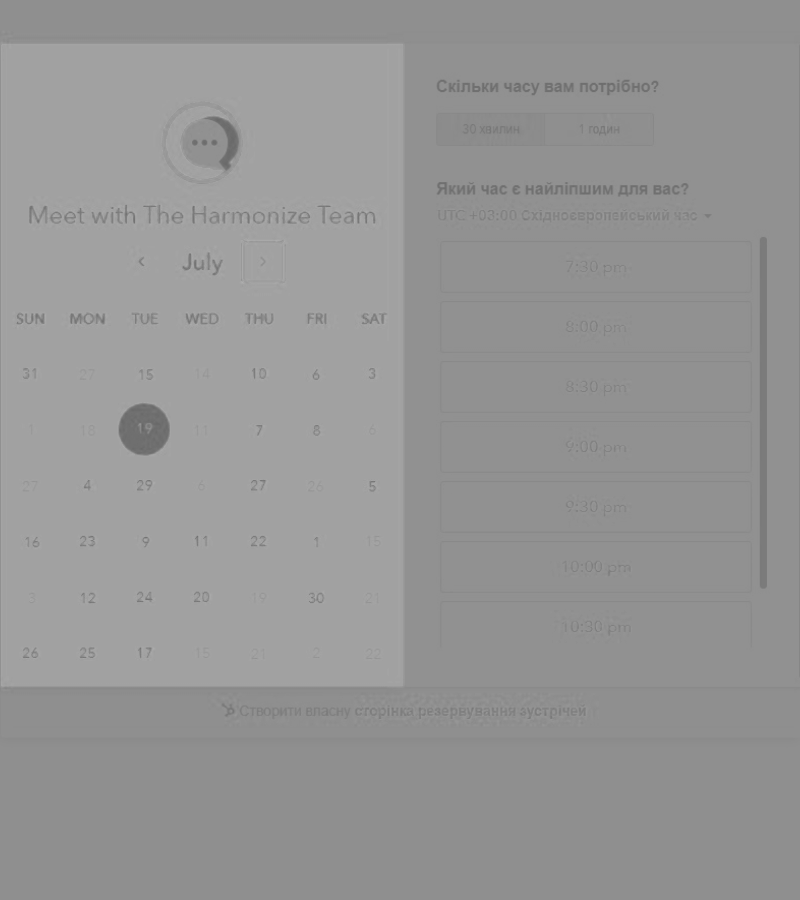 Meet with The Harmonize Team
July
SUN MON TUE WED THU FRI SAT
31 27 15 14 10 6 3
1 18 19 11 7 8 6
27 4 29 6 27 26 5
16 23 9 11 22 1 15
3 12 24 20 19 30 21
26 25 17 15 21 2 22
Скільки часу вам потрібно?
30 хвилин 1 годин
Який час є найліпшим для вас?
UTC +03:00 Східноєвропейський час
7:30 pm
8:00 pm
8:30 pm
9:00 pm
9:30 pm
10:00 pm
10:30 pm
Створити власну сторінка резервування зустрічей